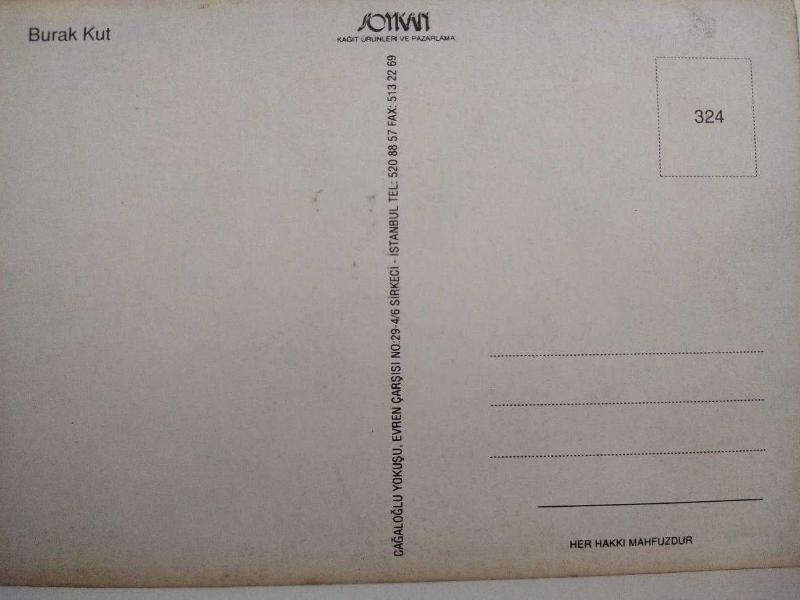 Burak Kut
SOYKAN
KAĞIT ÜRÜNLERİ VE PAZARLAMA
324
CAĞALOĞLU YOKUŞU, EVREN ÇARŞISI NO:29-4/6 SİRKECİ - İSTANBUL TEL: 520 88 57 FAX: 513 22 69
HER HAKKI MAHFUZDUR